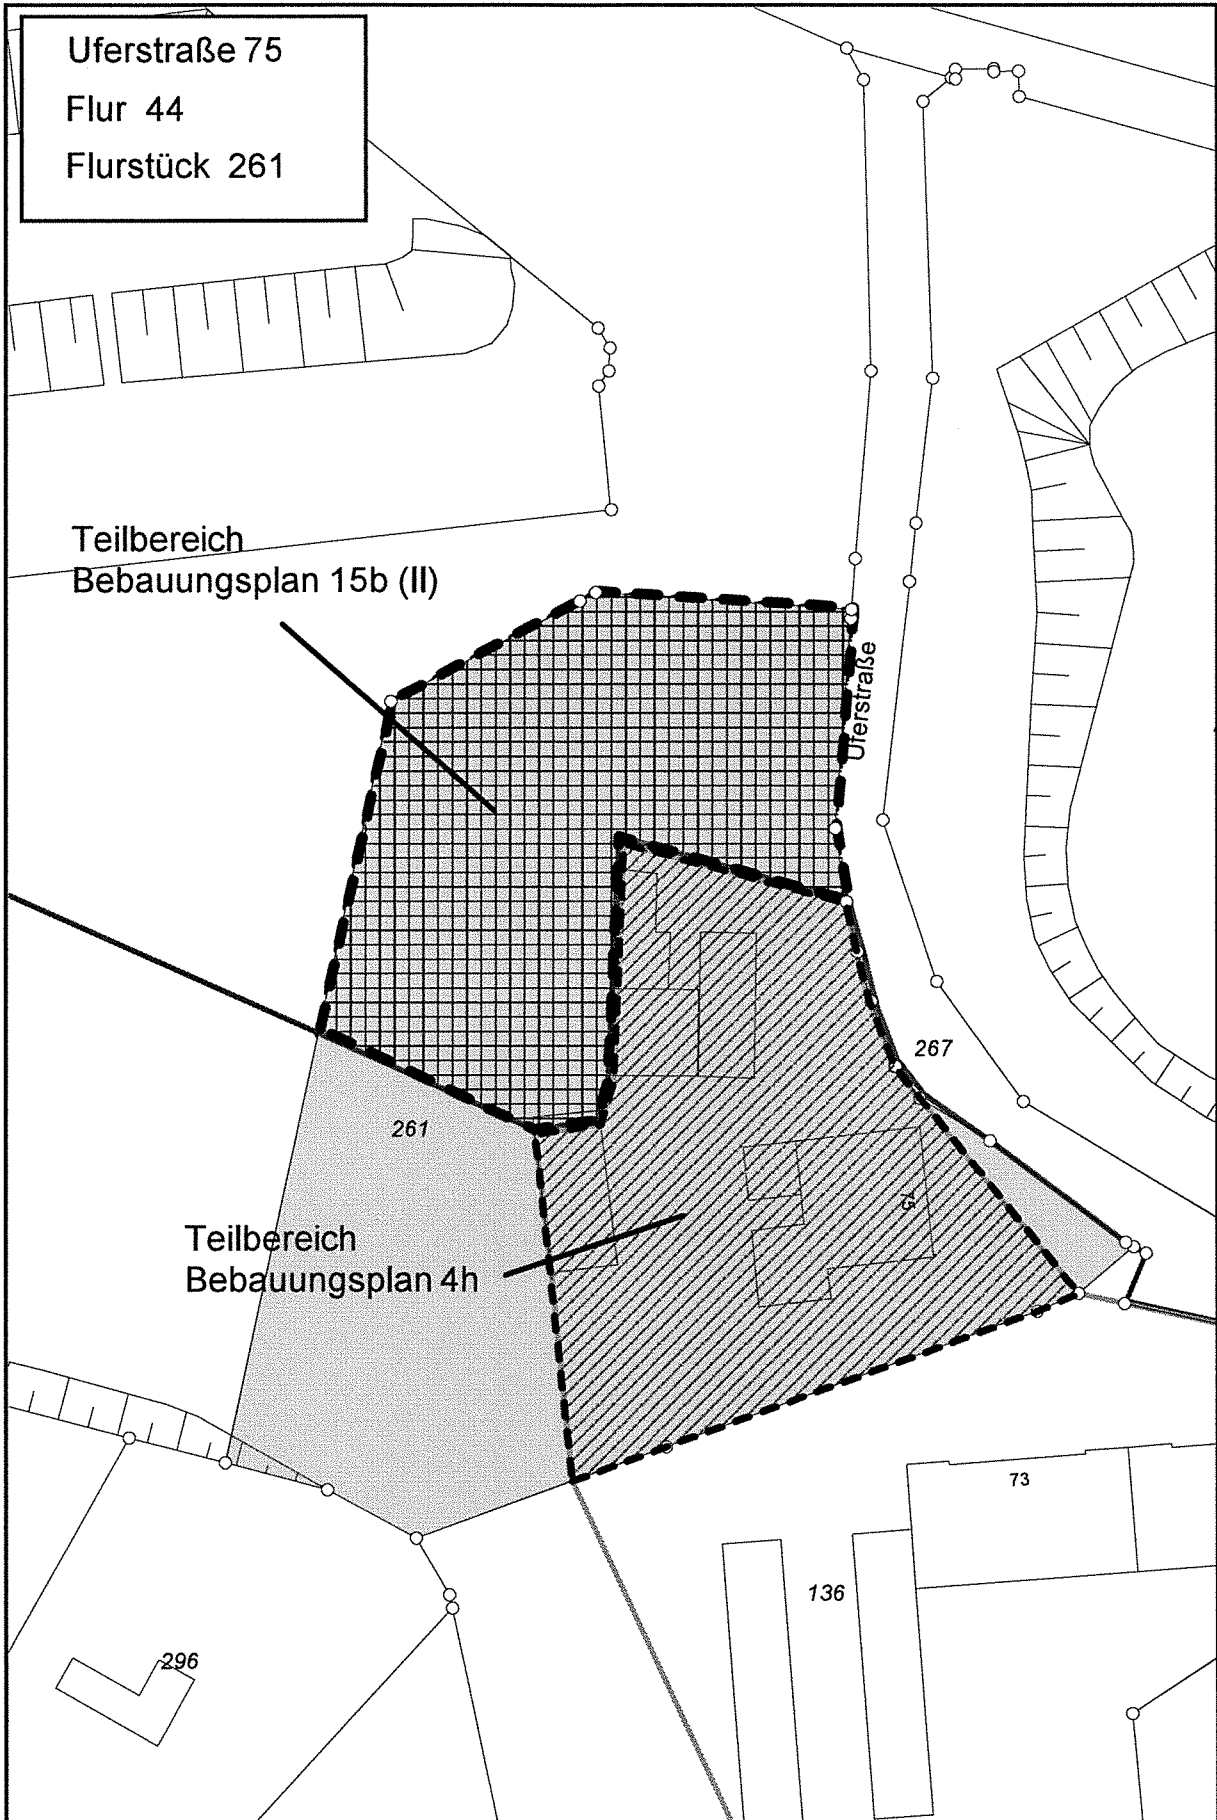 Uferstraße 75
Flur 44
Flurstück 261
Teilbereich
Bebauungsplan 15b (II)
Uferstraße
267
261
75
Teilbereich
Bebauungsplan 4h
73
136
296